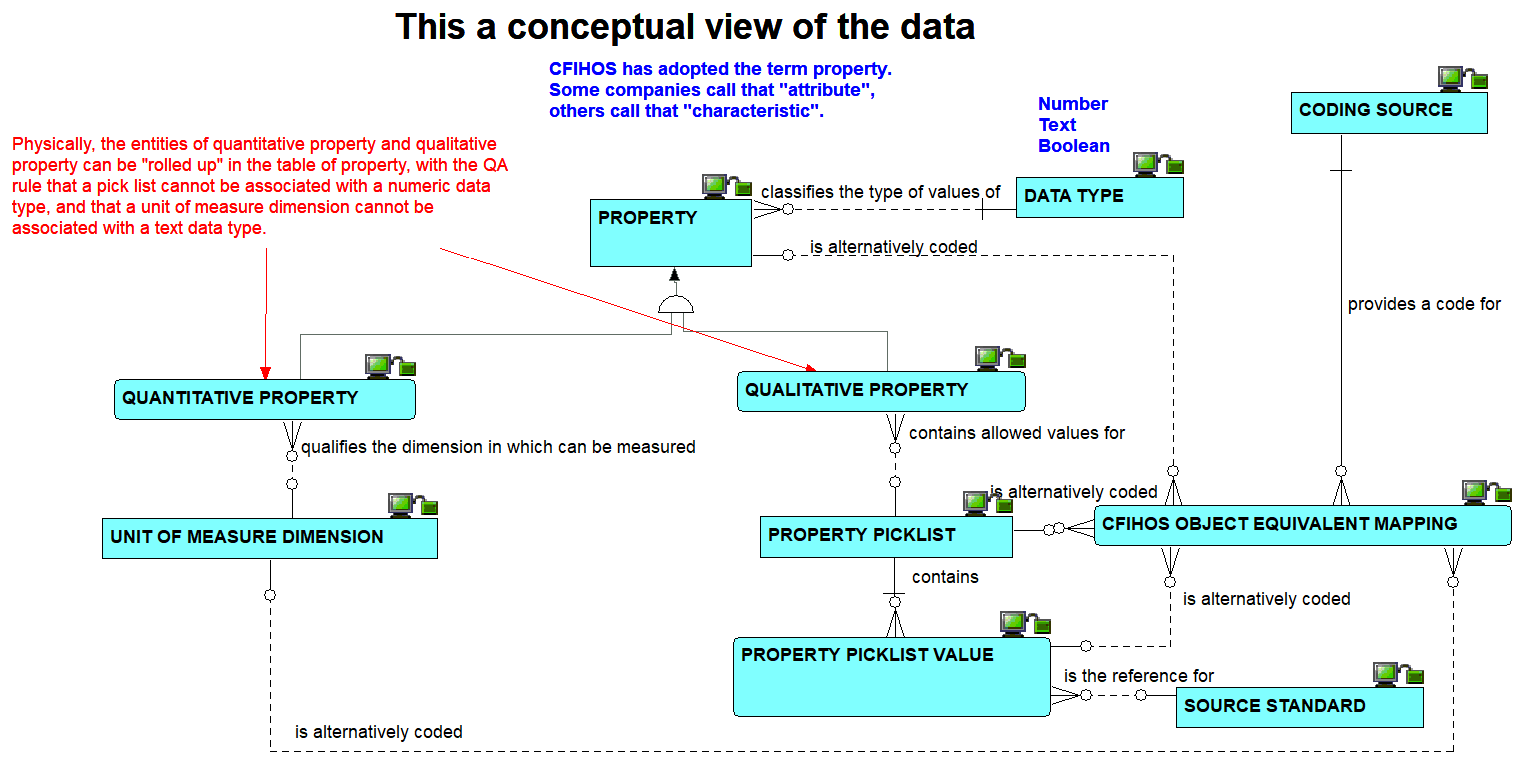 This a conceptual view of the data
CFIHOS has adopted the term property.
Some companies call that "attribute",
others call that "characteristic".
Number
Text
Boolean
CODING SOURCE
Physically, the entities of quantitative property and qualitative
property can be "rolled up" in the table of property, with the QA
rule that a pick list cannot be associated with a numeric data
type, and that a unit of measure dimension cannot be
associated with a text data type.
classifies the type of values of
DATA TYPE
PROPERTY
is alternatively coded
provides a code for
QUANTITATIVE PROPERTY
QUALITATIVE PROPERTY
qualifies the dimension in which can be measured
contains allowed values for
is alternatively coded
UNIT OF MEASURE DIMENSION
PROPERTY PICKLIST
CFIHOS OBJECT EQUIVALENT MAPPING
contains
is alternatively coded
PROPERTY PICKLIST VALUE
is the reference for
SOURCE STANDARD
is alternatively coded